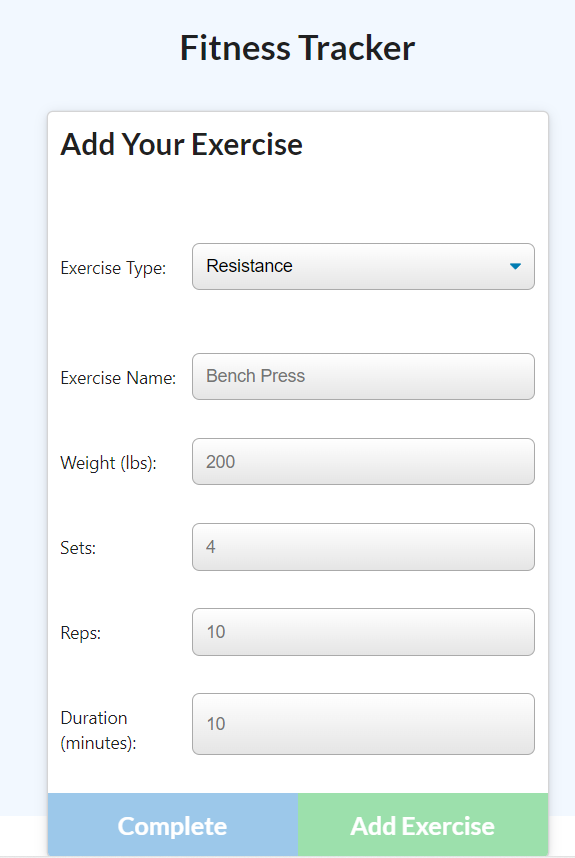 Fitness Tracker
Add Your Exercise
Exercise Type: Resistance
Exercise Name: Bench Press
Weight (lbs): 200
Sets: 4
Reps: 10
Duration
(minutes): 10
Complete Add Exercise